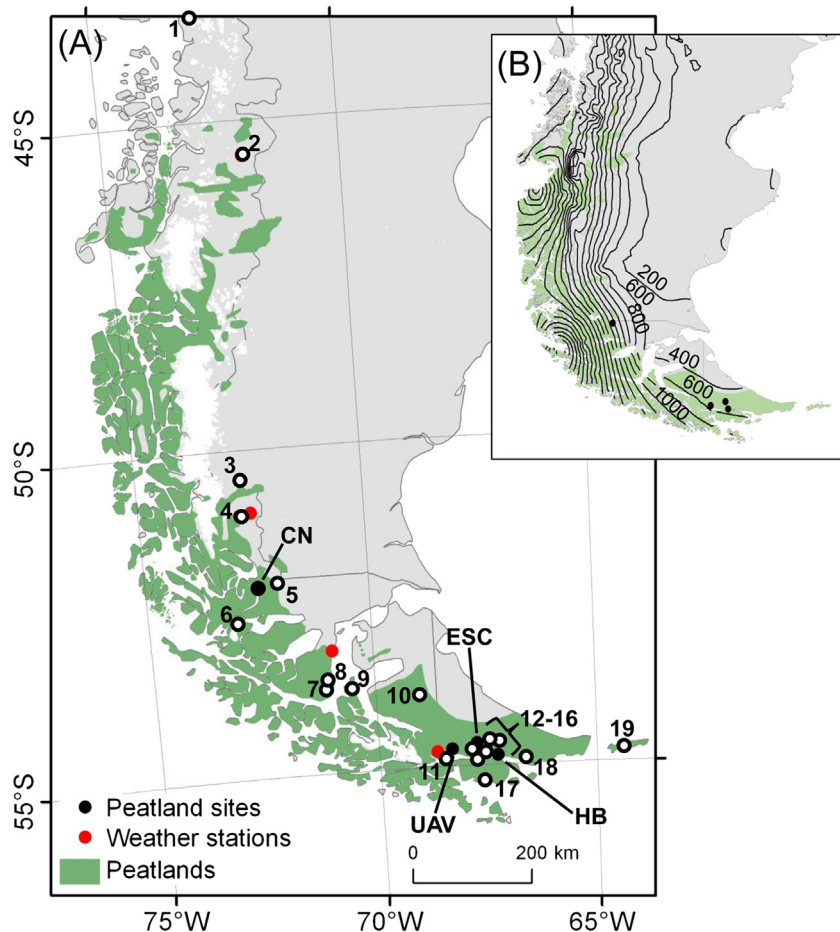 (A)
1
(B)
45°S
2
200
600
800
400
600
1000
3
50°S
4
CN
5
6
ESC
8
9
7
10
12-16
19
11
18
17
UAV
HB
55°S
Peatland sites
Weather stations
Peatlands
0
200 km
75°W
70°W
65°W